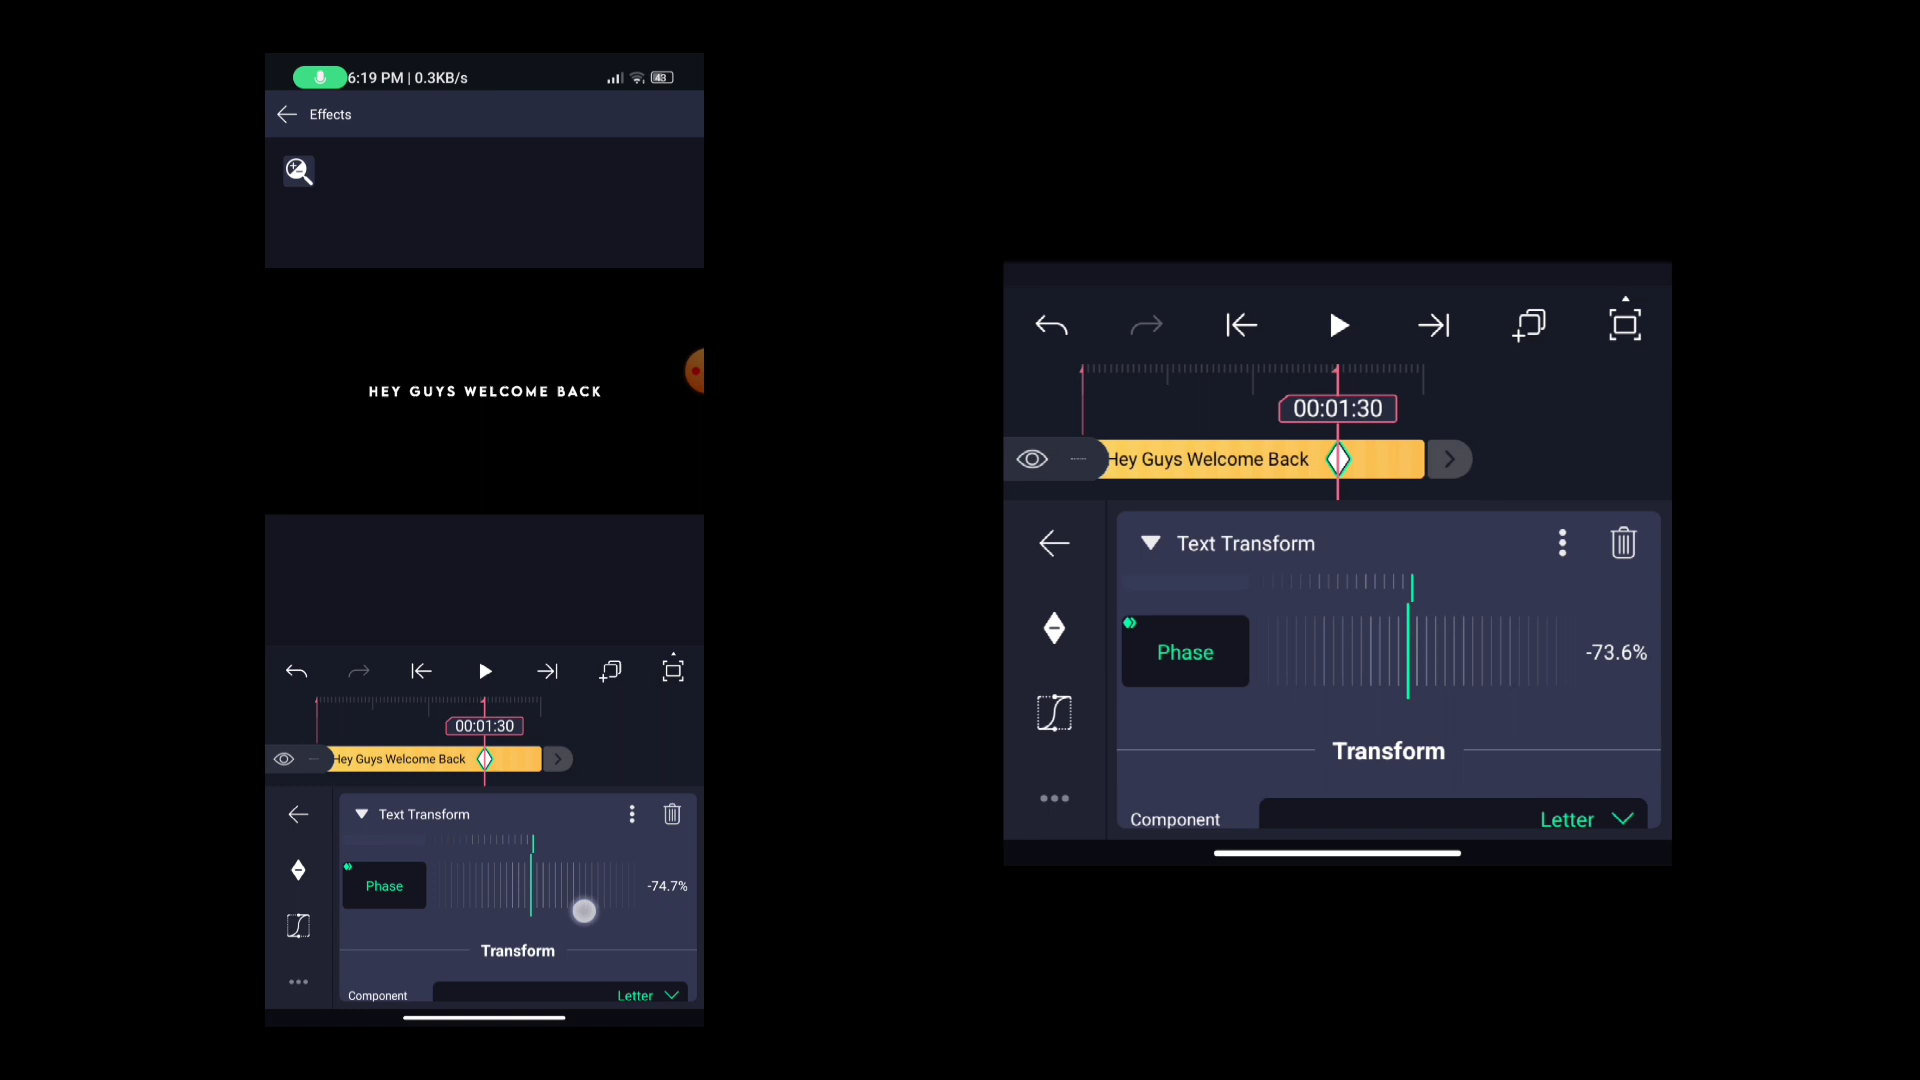 6:19 PM | 0.3KB/s
43
Effects
HEY GUYS WELCOME BACK
00:01:30
Hey Guys Welcome Back
Text Transform
Phase
-74.7%
Transform
Component
Letter
00:01:30
Hey Guys Welcome Back
Text Transform
Phase
-73.6%
Transform
Component
Letter